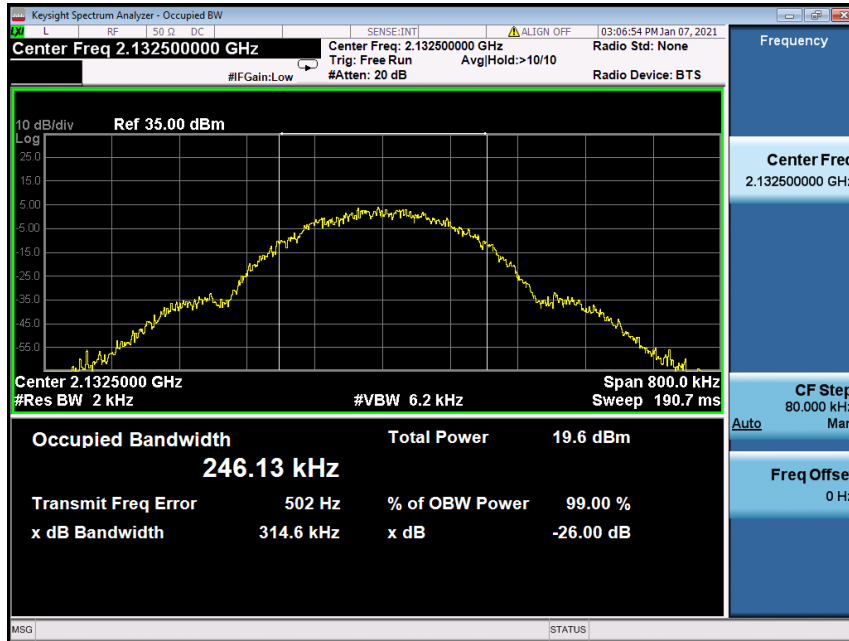 Keysight Spectrum Analyzer - Occupied BW
LXI L RF 50 Ω DC SENSE:INT ALIGN OFF 03:06:54 PM Jan 07, 2021
Center Freq 2.132500000 GHz Center Freq: 2.132500000 GHz Radio Std: None
Trig: Free Run Avg|Hold:>10/10
#IFGain:Low #Atten: 20 dB Radio Device: BTS
10 dB/div Ref 35.00 dBm
Log
25.0
15.0
5.00
-5.00
-15.0
-25.0
-35.0
-45.0
-55.0
Center 2.1325000 GHz Span 800.0 kHz
#Res BW 2 kHz #VBW 6.2 kHz Sweep 190.7 ms
Occupied Bandwidth Total Power 19.6 dBm
246.13 kHz
Transmit Freq Error 502 Hz % of OBW Power 99.00 %
x dB Bandwidth 314.6 kHz x dB -26.00 dB
MSG STATUS
Frequency
Center Freq
2.132500000 GHz
CF Step
80.000 kHz
Auto Man
Freq Offse
0 Hz